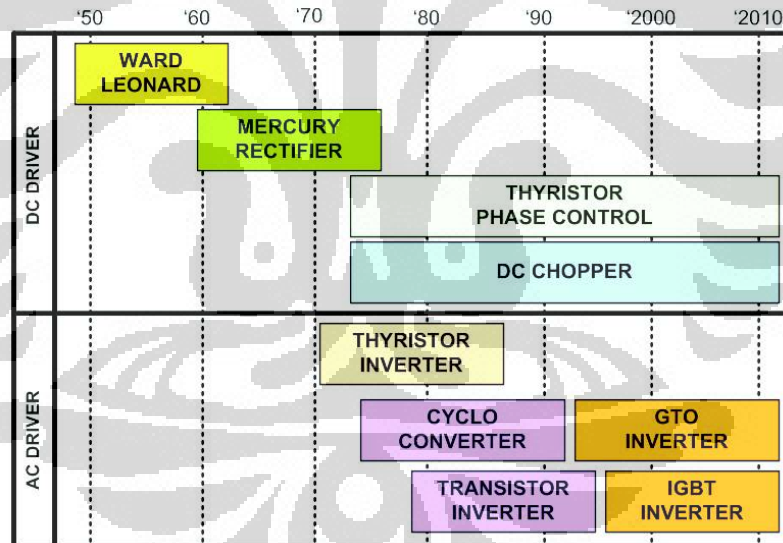 ‘50 ‘60 ‘70 ‘80 ‘90 ‘2000 ‘2010
DC DRIVER
WARD
LEONARD
MERCURY
RECTIFIER
THYRISTOR
PHASE CONTROL
DC CHOPPER
AC DRIVER
THYRISTOR
INVERTER
CYCLO
CONVERTER
GTO
INVERTER
TRANSISTOR
INVERTER
IGBT
INVERTER